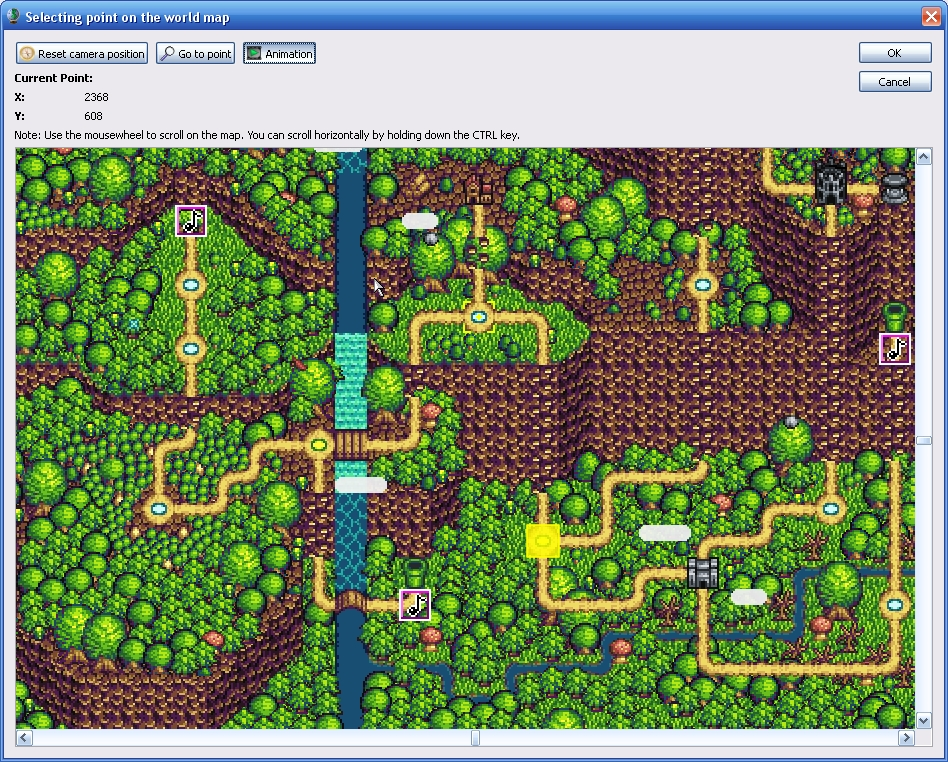 Selecting point on the world map
Reset camera position
Go to point
Animation
OK
Current Point:
Cancel
X: 2368
Y: 608
Note: Use the mousewheel to scroll on the map. You can scroll horizontally by holding down the CTRL key.